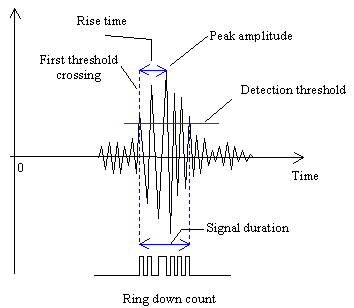 Rise time
Peak amplitude
First threshold
crossing
Detection threshold
0
Time
Signal duration
Ring down count